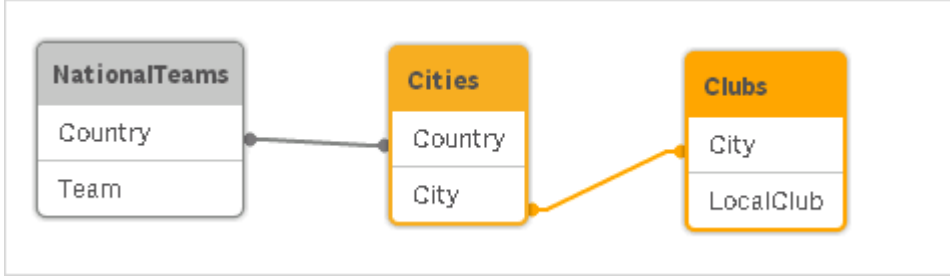 NationalTeams
Country
Team
Cities
Country
City
Clubs
City
LocalClub